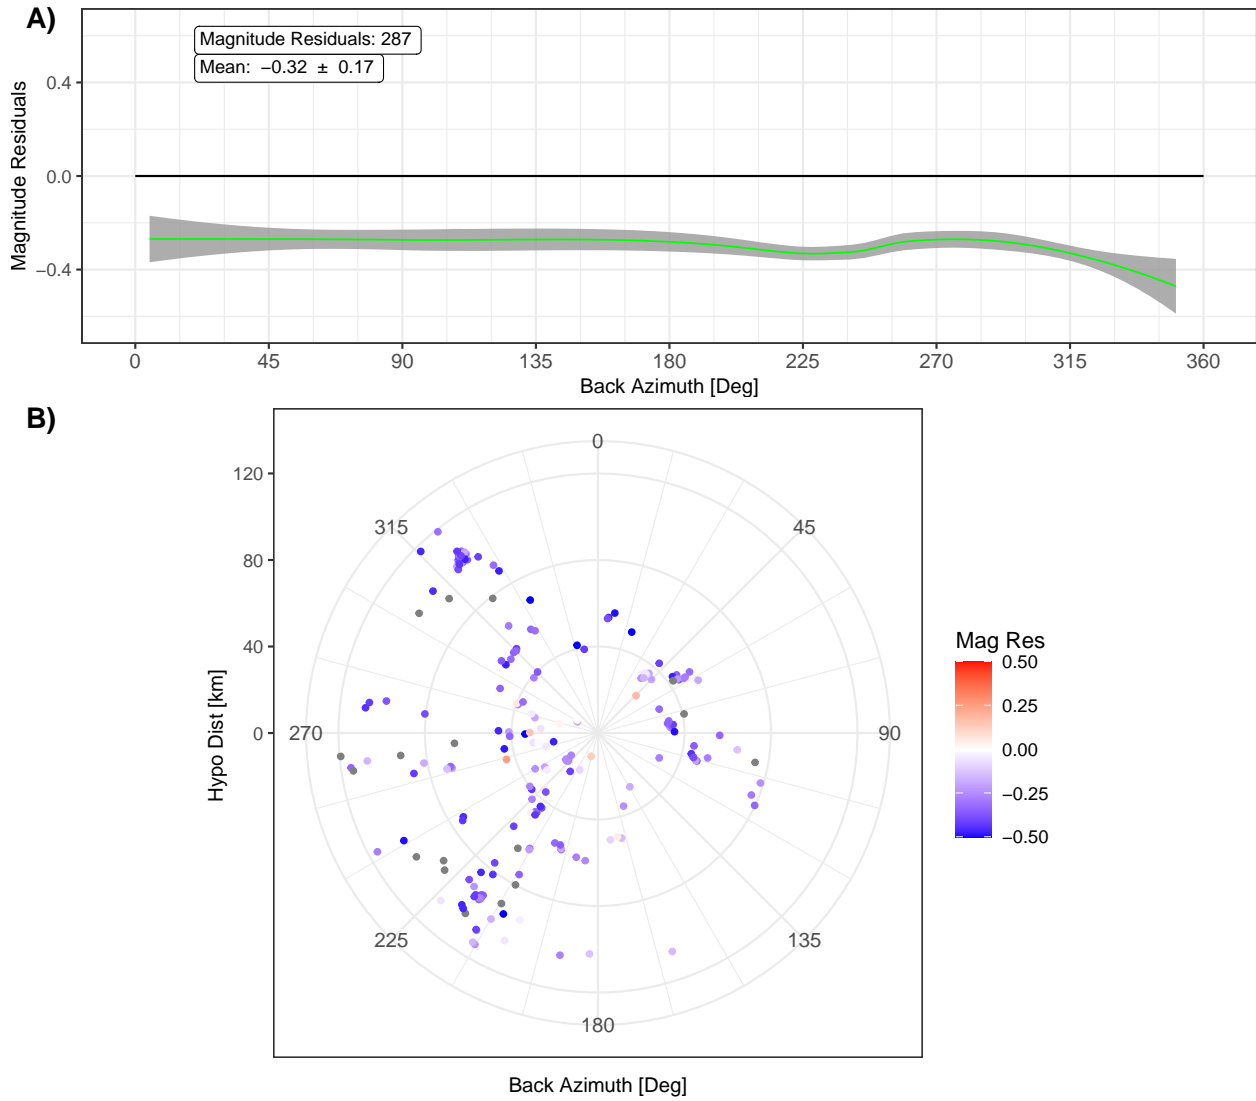 A)
Magnitude Residuals: 287
Mean: −0.32 ± 0.17
Magnitude Residuals
0.4
0.0
−0.4
0 45 90 135 180 225 270 315 360
Back Azimuth [Deg]
B)
Hypo Dist [km]
120
80
40
0
0
45
90
135
180
225
270
315
Back Azimuth [Deg]
Mag Res
0.50
0.25
0.00
−0.25
−0.50